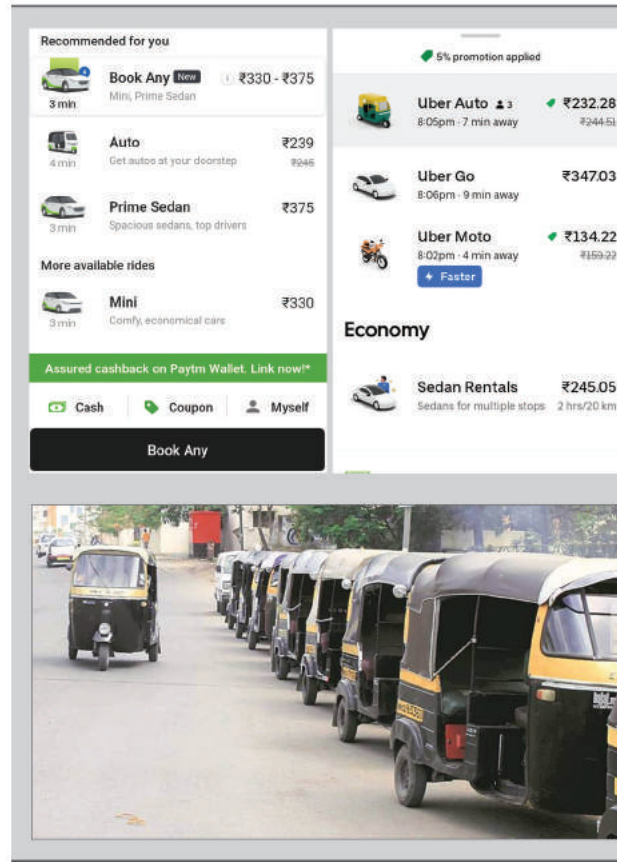 Recommended for you
Book Any New i ₹330 - ₹375
Mini, Prime Sedan
3 min
Auto ₹239
Get autos at your doorstep ₹246
4 min
Prime Sedan ₹375
Spacious sedans, top drivers
3 min
More available rides
Mini ₹330
Comfy, economical cars
3 min
Assured cashback on Paytm Wallet. Link now!*
Cash Coupon Myself
Book Any
5% promotion applied
Uber Auto 3 ₹232.28
8:05pm · 7 min away ₹244.51
Uber Go ₹347.03
8:06pm · 9 min away
Uber Moto ₹134.22
8:02pm · 4 min away ₹159.22
Faster
Economy
Sedan Rentals ₹245.05
Sedans for multiple stops 2 hrs/20 km
bajaj